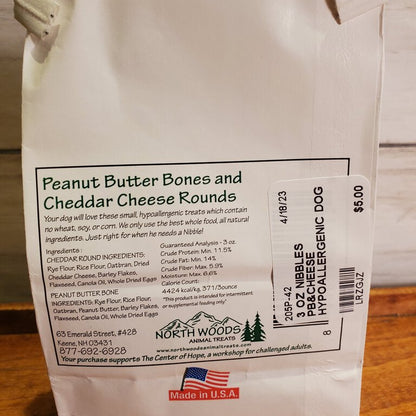 Peanut Butter Bones and
Cheddar Cheese Rounds
Your dog will love these small, hypoallergenic treats which contain
no wheat, soy, or corn. We only use the best whole food, all natural
ingredients. Just right for when he needs a Nibble!
CHEDDAR ROUND INGREDIENTS:
Rye Flour, Rice Flour, Oatbran, Dried
Cheddar Cheese, Barley Flakes,
Flaxseed, Canola Oil, Whole Dried Eggs
PEANUT BUTTER BONE
INGREDIENTS: Rye Flour, Rice Flour,
Oatbran, Peanut Butter, Barley Flakes,
Flaxseed, Canola Oil, Whole Dried Eggs
Guaranteed Analysis - 3 oz.
Crude Protein: Min. 11.5%
Crude Fat: Min. 14%
Crude Fiber: Max. 5.9%
Moisture: Max. 6.6%
Calorie Count:
4424 kcal/kg, 371/3ounce
*This product is intended for intermittent
or supplemental feeding only*
63 Emerald Street, #428
Keene, NH 03431
877-692-6928
NORTH WOODS
ANIMAL TREATS
www.northwoodsanimaltreats.com
Your purchase supports The Center of Hope, a workshop for challenged adults.
Made in U.S.A.
4/18/23
$5.00
205P-42
3 OZ NIBBLES
PB&CHEESE
HYPOALLERGENIC DOG
8
LRZGJZ